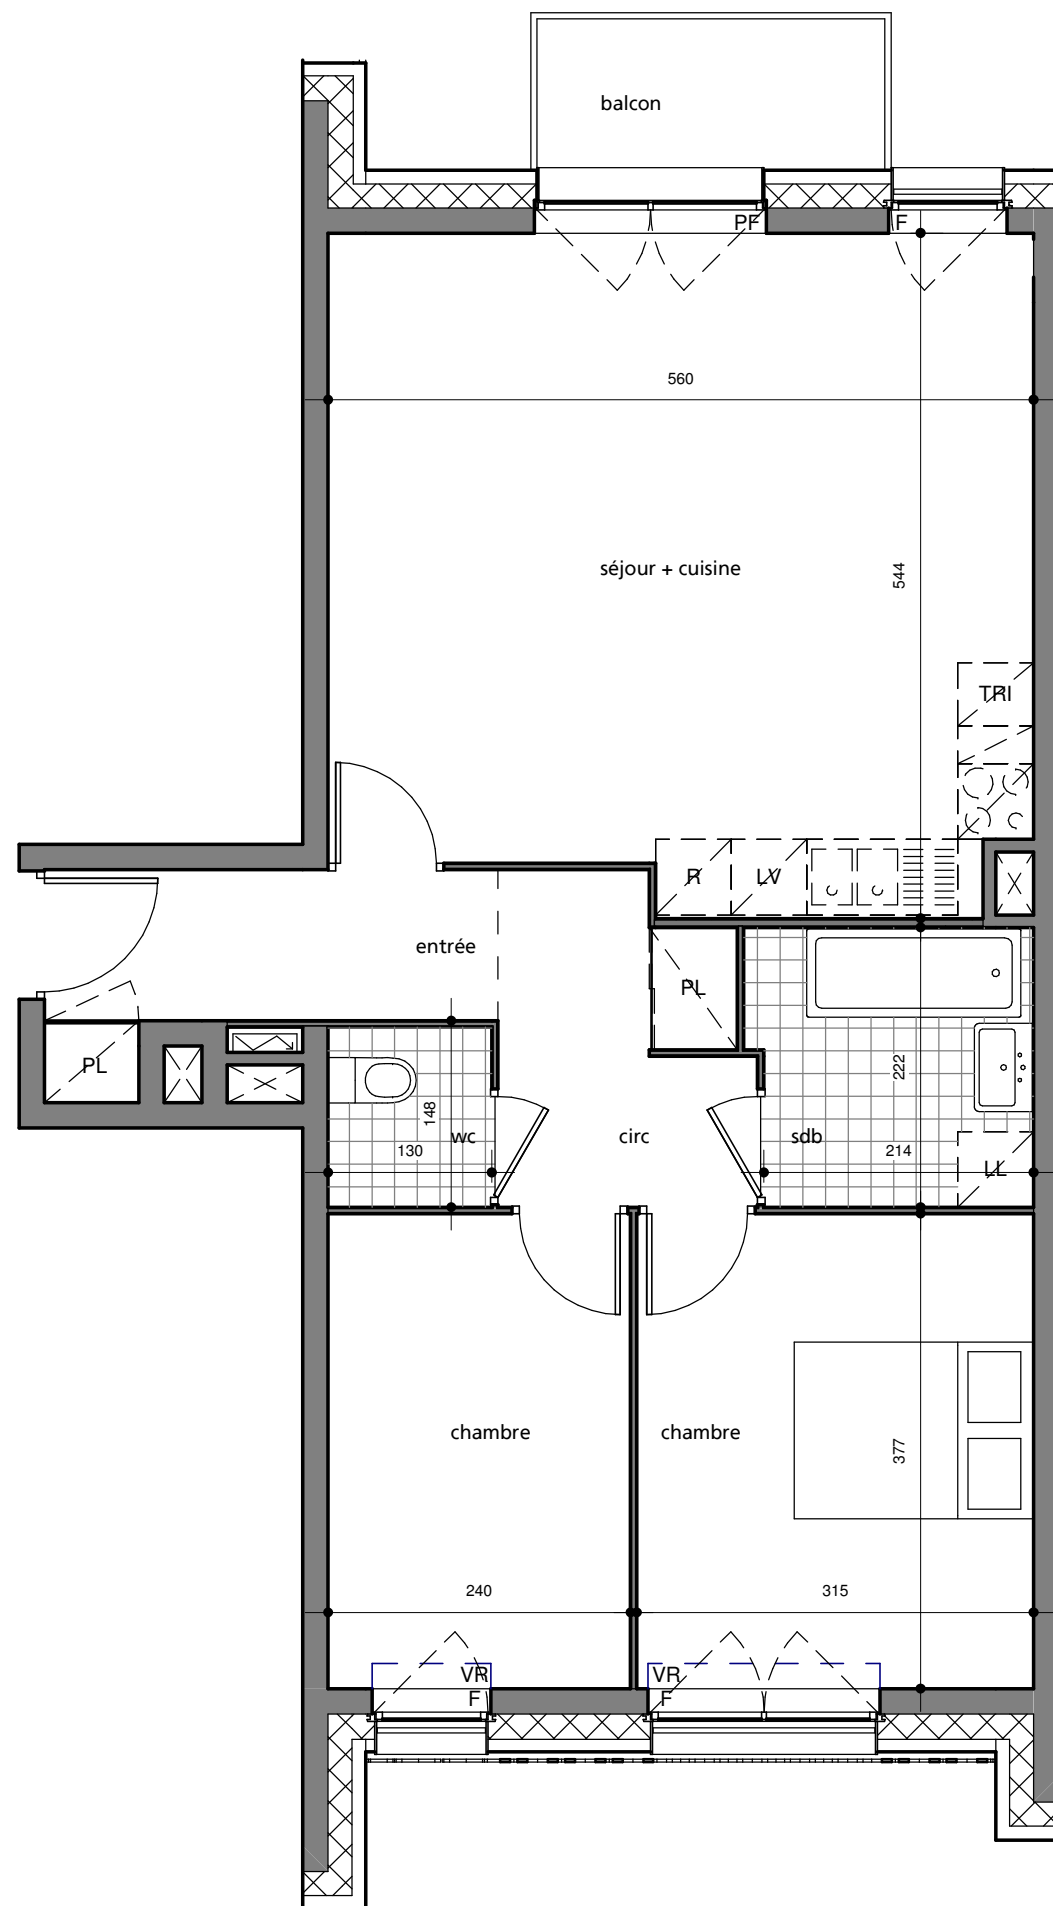 balcon
PF
F
560
séjour + cuisine
544
TRI
R
LV
entrée
PL
PL
222
148
wc
circ
sdb
130
214
LL
chambre
chambre
377
240
315
VR
VR
F
F